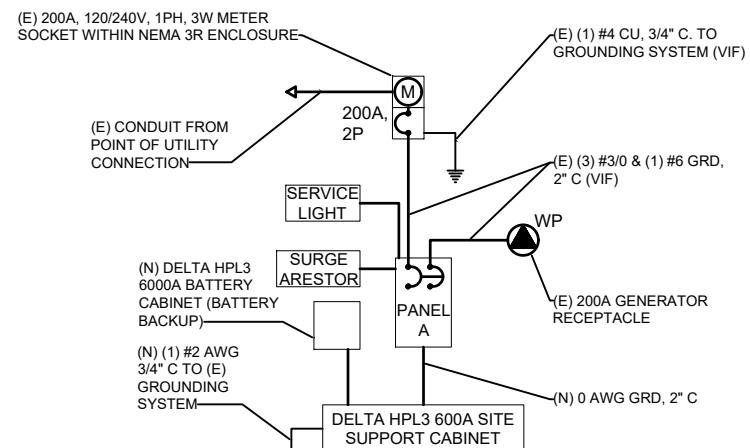 (E) 200A, 120/240V, 1PH, 3W METER
SOCKET WITHIN NEMA 3R ENCLOSURE
(E) (1) #4 CU, 3/4" C. TO
GROUNDING SYSTEM (VIF)
M
200A,
2P
(E) CONDUIT FROM
POINT OF UTILITY
CONNECTION
(E) (3) #3/0 & (1) #6 GRD,
2" C (VIF)
SERVICE
LIGHT
WP
SURGE
ARESTOR
(N) DELTA HPL3
6000A BATTERY
CABINET (BATTERY
BACKUP)
PANEL
A
(E) 200A GENERATOR
RECEPTACLE
(N) (1) #2 AWG
3/4" C TO (E)
GROUNDING
SYSTEM
(N) 0 AWG GRD, 2" C
DELTA HPL3 600A SITE
SUPPORT CABINET